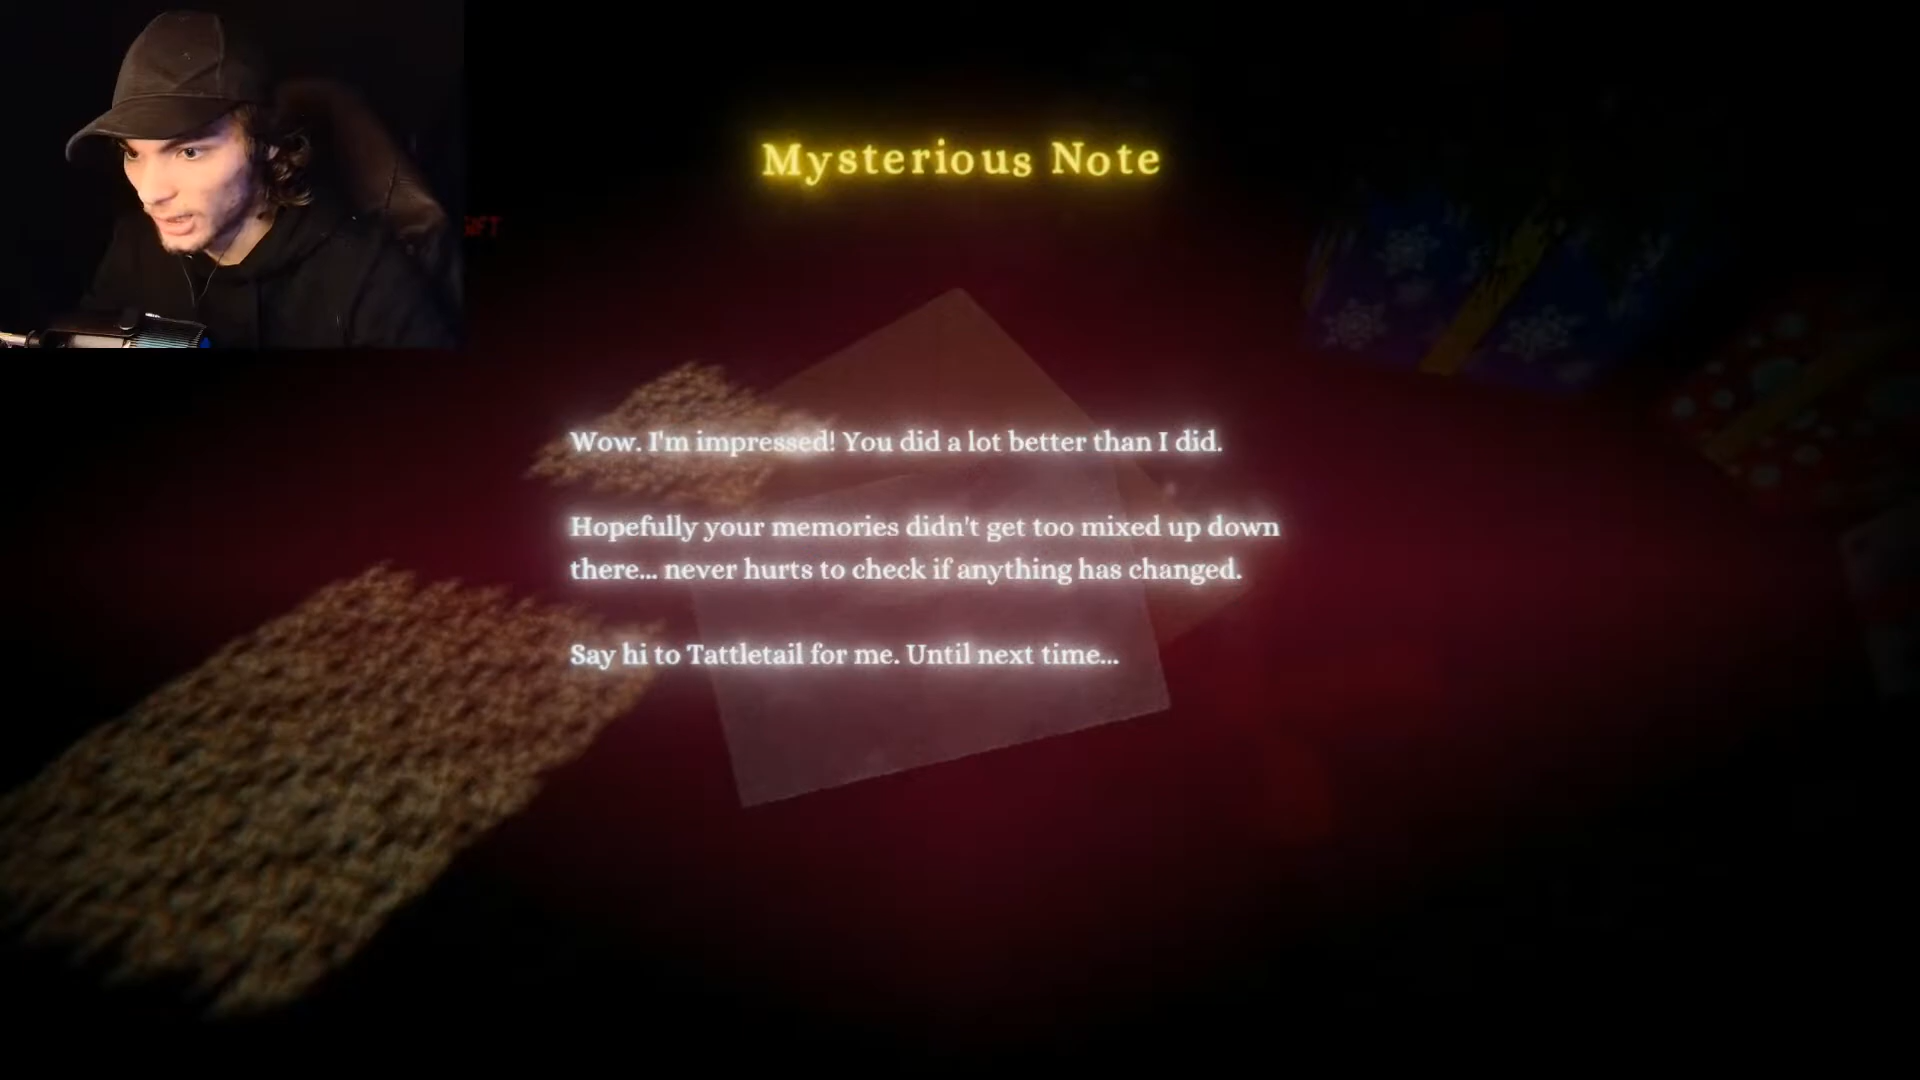 Mysterious Note
Wow. I'm impressed! You did a lot better than I did.
Hopefully your memories didn't get too mixed up down
there... never hurts to check if anything has changed.
Say hi to Tattletail for me. Until next time...